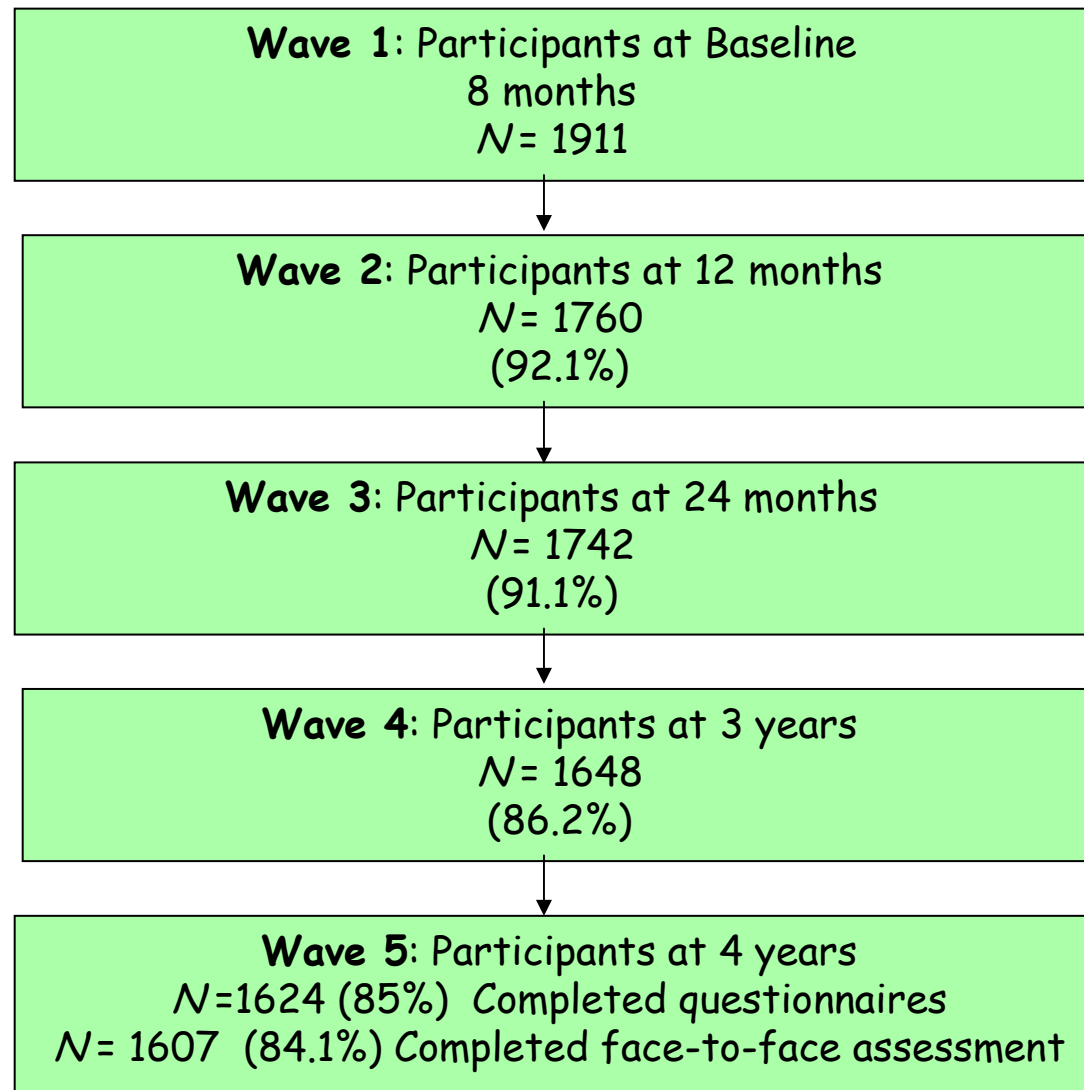 Wave 1: Participants at Baseline
8 months
N = 1911
Wave 2: Participants at 12 months
N = 1760
(92.1%)
Wave 3: Participants at 24 months
N = 1742
(91.1%)
Wave 4: Participants at 3 years
N = 1648
(86.2%)
Wave 5: Participants at 4 years
N =1624 (85%) Completed questionnaires
N = 1607 (84.1%) Completed face-to-face assessment